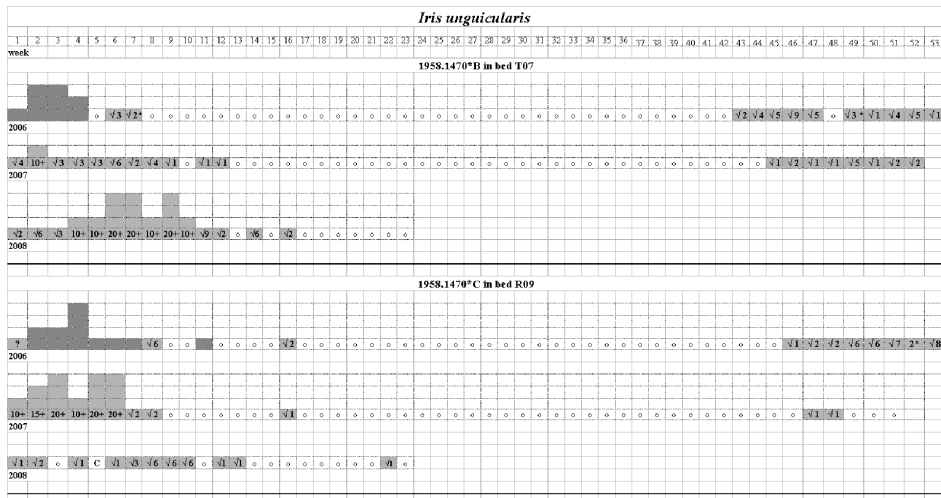 Iris unguicularis
1 2 3 4 5 6 7 8 9 10 11 12 13 14 15 16 17 18 19 20 21 22 23 24 25 26 27 28 29 30 31 32 33 34 35 36 37 38 39 40 41 42 43 44 45 46 47 48 49 50 51 52 53
week
1958.1470*B in bed T07
o √3 √2* o o o o o o o o o o o o o o o o o o o o o o o o o o o o o o o o o o o √2 √4 √5 √9 √5 o √3 * √1 √4 √5 √1
2006
√4 10+ √3 √3 √3 √6 √2 √4 √1 o √1 √1 o o o o o o o o o o o o o o o o o o o o o o o o o o o o o o o o √1 √2 √1 √1 √5 √1 √2 √2
2007
√2 √6 √3 10+ 10+ 20+ 20+ 10+ 20+ 10+ √9 √2 o √6 o √2 o o o o o o o
2008
1958.1470*C in bed R09
? √6 o o o o o o √2 o o o o o o o o o o o o o o o o o o o o o o o o o o o o o √1 √2 √2 √6 √6 √7 2* √8
2006
10+ 15+ 20+ 10+ 20+ 20+ √2 √2 o o o o o o o √1 o o o o o o o o o o o o o o o o o o o o o o o o o o o o o o √1 √1 o o o
2007
√1 √2 o √1 C √1 √3 √6 √6 √6 o √1 √1 o o o o o o o o √1 o
2008